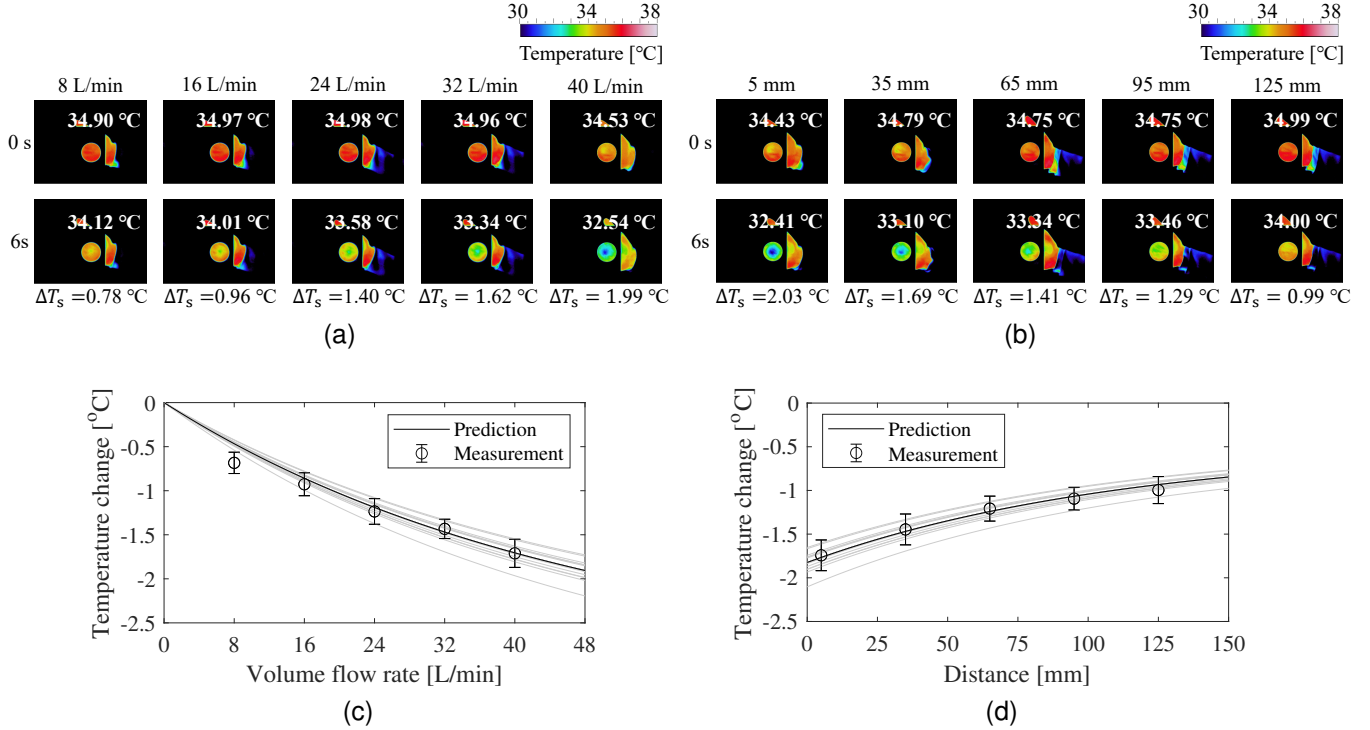 30 34 38
Temperature [℃]
8 L/min 16 L/min 24 L/min 32 L/min 40 L/min
0 s
34.90 ℃ 34.97 ℃ 34.98 ℃ 34.96 ℃ 34.53 ℃
6s
34.12 ℃ 34.01 ℃ 33.58 ℃ 33.34 ℃ 32.54 ℃
ΔTs =0.78 ℃ ΔTs = 0.96 ℃ ΔTs = 1.40 ℃ ΔTs = 1.62 ℃ ΔTs = 1.99 ℃
(a)
30 34 38
Temperature [℃]
5 mm 35 mm 65 mm 95 mm 125 mm
0 s
34.43 ℃ 34.79 ℃ 34.75 ℃ 34.75 ℃ 34.99 ℃
6s
32.41 ℃ 33.10 ℃ 33.34 ℃ 33.46 ℃ 34.00 ℃
ΔTs =2.03 ℃ ΔTs =1.69 ℃ ΔTs =1.41 ℃ ΔTs =1.29 ℃ ΔTs = 0.99 ℃
(b)
Temperature change [°C]
0
-0.5
-1
-1.5
-2
-2.5
Prediction
Measurement
0 8 16 24 32 40 48
Volume flow rate [L/min]
(c)
Temperature change [°C]
0
-0.5
-1
-1.5
-2
-2.5
Prediction
Measurement
0 25 50 75 100 125 150
Distance [mm]
(d)